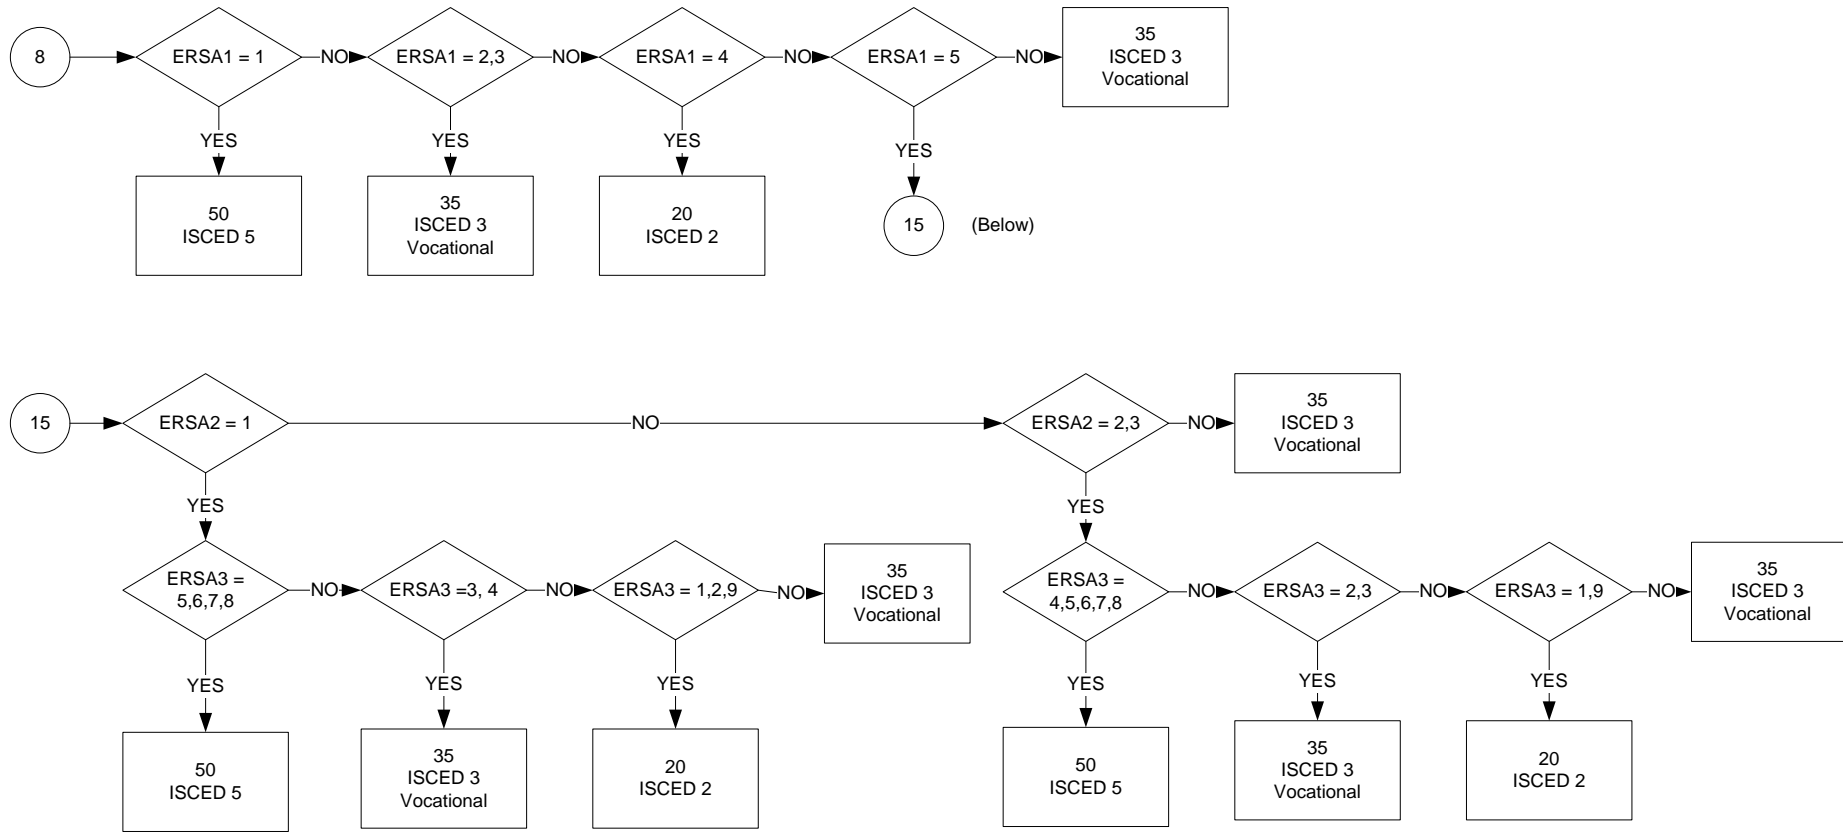 8
ERSA1 = 1
NO
ERSA1 = 2,3
NO
ERSA1 = 4
NO
ERSA1 = 5
NO
35
ISCED 3
Vocational
YES
YES
YES
YES
50
ISCED 5
35
ISCED 3
Vocational
20
ISCED 2
15
(Below)
15
ERSA2 = 1
NO
ERSA2 = 2,3
NO
35
ISCED 3
Vocational
YES
YES
ERSA3 =
5,6,7,8
NO
ERSA3 =3, 4
NO
ERSA3 = 1,2,9
NO
35
ISCED 3
Vocational
ERSA3 =
4,5,6,7,8
NO
ERSA3 = 2,3
NO
ERSA3 = 1,9
NO
35
ISCED 3
Vocational
YES
YES
YES
YES
YES
YES
50
ISCED 5
35
ISCED 3
Vocational
20
ISCED 2
50
ISCED 5
35
ISCED 3
Vocational
20
ISCED 2